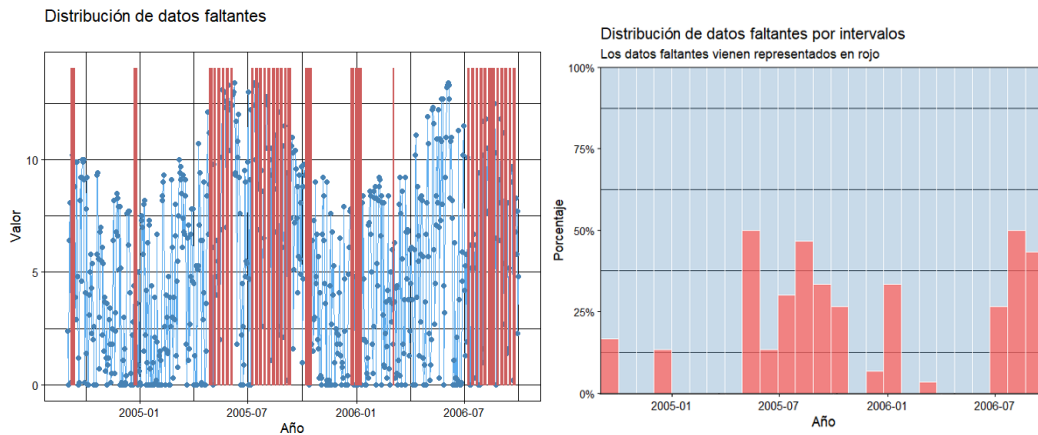 Distribución de datos faltantes
Valor
10
5
0
2005-01
2005-07
2006-01
2006-07
Año
Distribución de datos faltantes por intervalos
Los datos faltantes vienen representados en rojo
Porcentaje
100%
75%
50%
25%
0%
2005-01
2005-07
2006-01
2006-07
Año